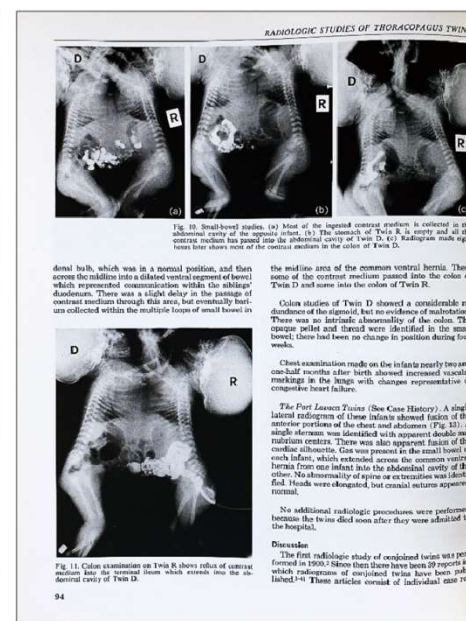 RADIOLOGIC STUDIES OF THORACOPAGUS TWIN
D
R
(a)
D
R
(b)
D
R
(c
Fig. 10. Small-bowel studies. (a) Most of the ingested contrast medium is collected in th
abdominal cavity of the opposite infant. (b) The stomach of Twin R is empty and all th
contrast medium has passed into the abdominal cavity of Twin D. (c) Radiogram made eigh
hours later shows most of the contrast medium in the colon of Twin D.
denal bulb, which was in a normal position, and then
across the midline into a dilated ventral segment of bowel
which represented communication within the siblings'
duodenum. There was a slight delay in the passage of
contrast medium through this area, but eventually bari-
um collected within the multiple loops of small bowel in
D
R
Fig. 11. Colon examination on Twin R shows reflux of contrast
medium into the terminal ileum which extends into the ab-
dominal cavity of Twin D.
94
the midline area of the common ventral hernia. Then
some of the contrast medium passed into the colon o
Twin D and some into the colon of Twin R.
Colon studies of Twin D showed a considerable re
dundance of the sigmoid, but no evidence of malrotation
There was no intrinsic abnormality of the colon. Th
opaque pellet and thread were identified in the smal
bowel; there had been no change in position during fou
weeks.
Chest examination made on the infants nearly two and
one-half months after birth showed increased vascula
markings in the lungs with changes representative o
congestive heart failure.
The Port Lavaca Twins (See Case History). A singl
lateral radiogram of these infants showed fusion of th
anterior portions of the chest and abdomen (Fig. 13). A
single sternum was identified with apparent double ma
nubrium centers. There was also apparent fusion of th
cardiac silhouette. Gas was present in the small bowel o
each infant, which extended across the common ventra
hernia from one infant into the abdominal cavity of th
other. No abnormality of spine or extremities was identi
fied. Heads were elongated, but cranial sutures appeare
normal.
No additional radiologic procedures were performe
because the twins died soon after they were admitted t
the hospital.
Discussion
The first radiologic study of conjoined twins was per
formed in 1900.² Since then there have been 39 reports in
which radiograms of conjoined twins have been pub
lished.³⁻⁴¹ These articles consist of individual case re